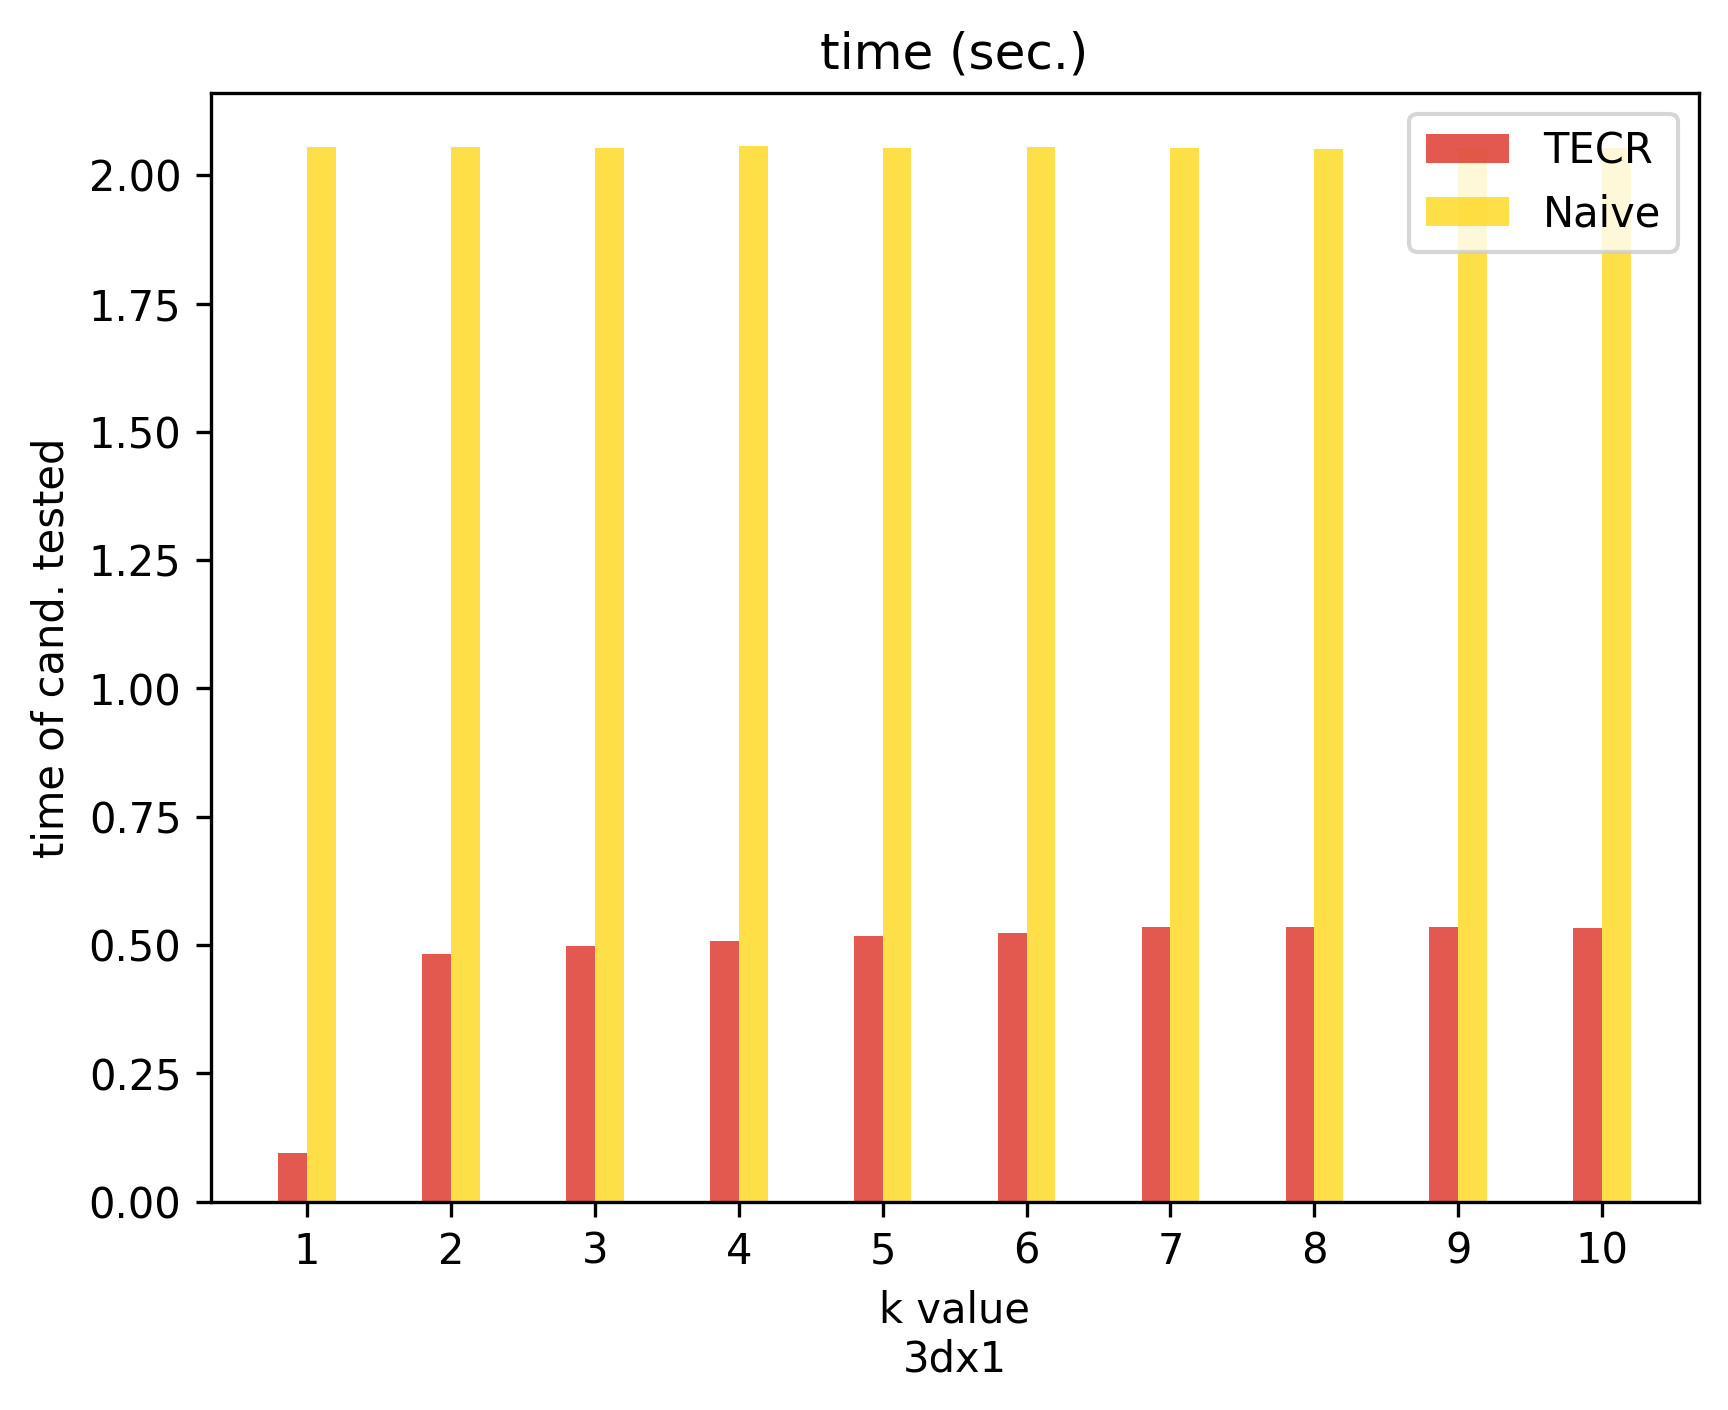 time (sec.)
TECR
Naive
2.00
1.75
1.50
1.25
1.00
0.75
0.50
0.25
0.00
time of cand. tested
1 2 3 4 5 6 7 8 9 10
k value
3dx1